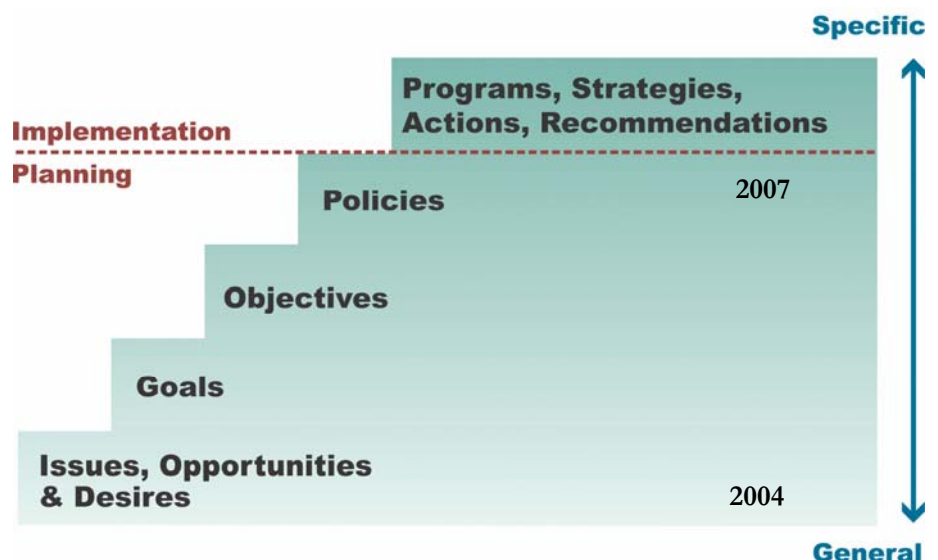 Specific
Programs, Strategies,
Actions, Recommendations
Implementation
Planning
Policies
2007
Objectives
Goals
Issues, Opportunities
& Desires
2004
General